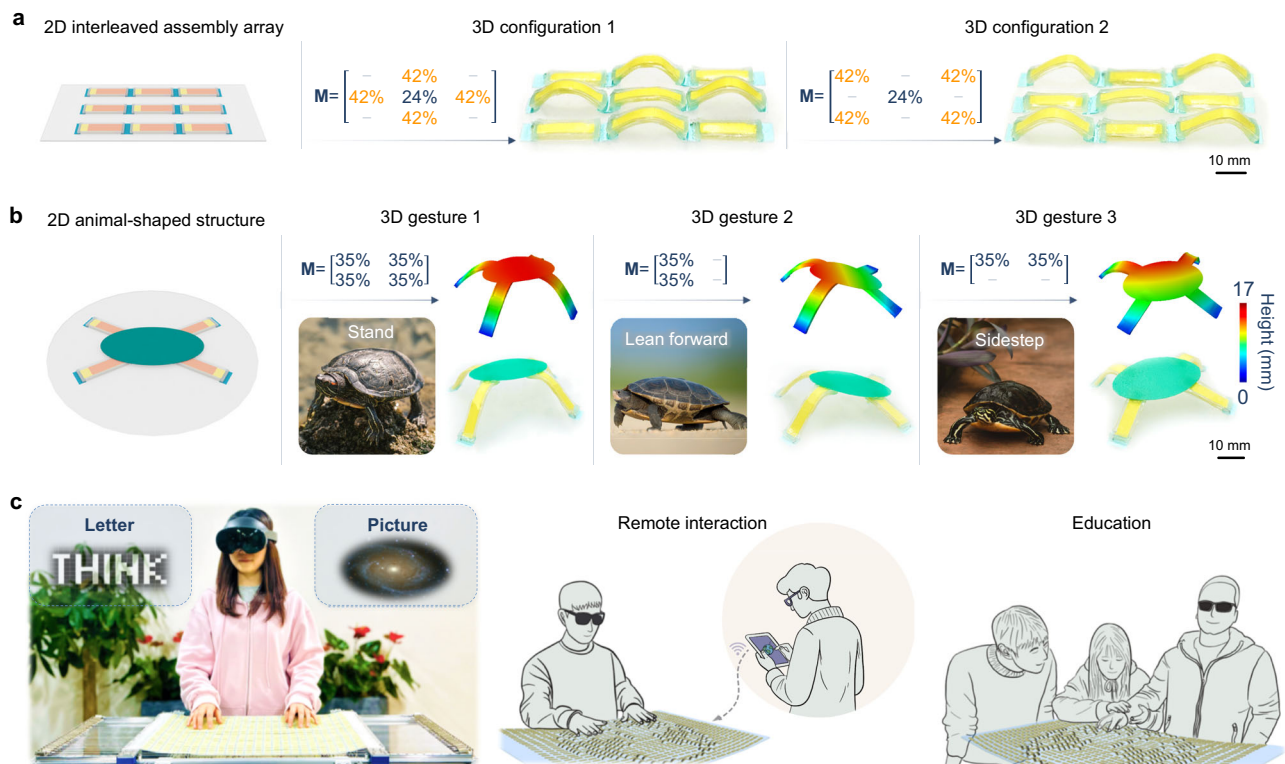 a
2D interleaved assembly array
3D configuration 1
3D configuration 2
– 42% –
M= 42% 24% 42%
– 42% –
42% – 42%
M= – 24% –
42% – 42%
10 mm
b
2D animal-shaped structure
3D gesture 1
3D gesture 2
3D gesture 3
M= [35% 35%
35% 35%]
M= [35% –
35% –]
M= [35% 35%
– –]
Stand
Lean forward
Sidestep
17
Height (mm)
0
10 mm
c
Letter
THINK
Picture
Remote interaction
Education